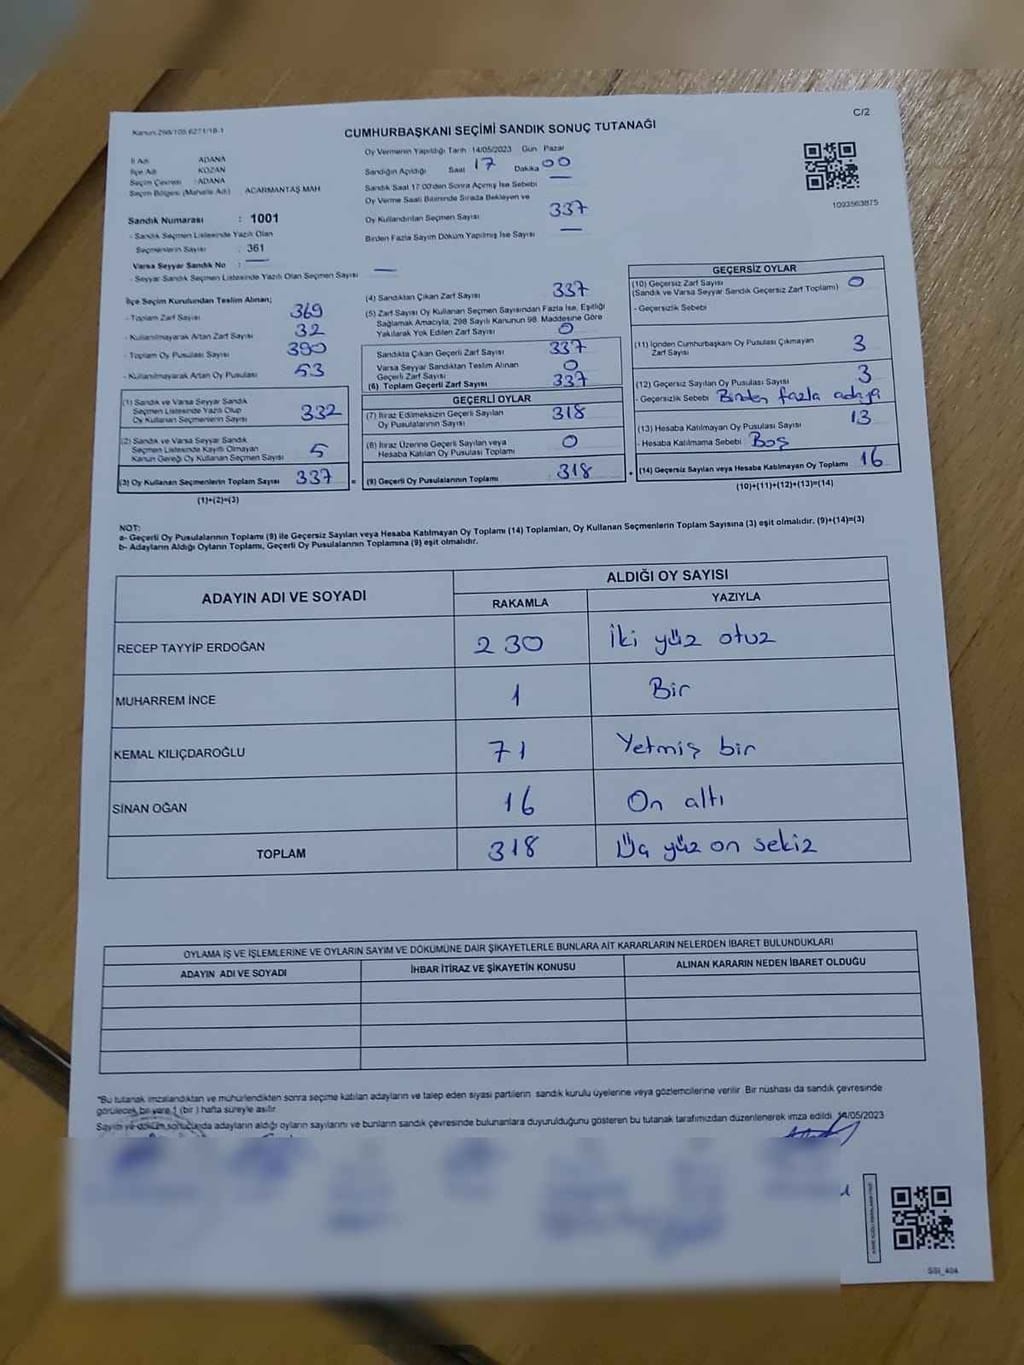 C/2
Kanun:298/105,6271/18-1
CUMHURBAŞKANI SEÇİMİ SANDIK SONUÇ TUTANAĞI
İl Adı ADANA
İlçe Adı KOZAN
Seçim Çevresi : ADANA
Seçim Bölgesi (Mahalle Adı) : ACARMANTAŞ MAH
Sandık Numarası : 1001
- Sandık Seçmen Listesinde Yazılı Olan
Seçmenlerin Sayısı : 361
Varsa Seyyar Sandık No : —
- Seyyar Sandık Seçmen Listesinde Yazılı Olan Seçmen Sayısı —
Oy Vermenin Yapıldığı Tarih 14/05/2023 Gün Pazar
Sandığın Açıldığı Saat 17 Dakika 00
Sandık Saat 17:00'den Sonra Açılmış İse Sebebi —
Oy Verme Saati Bitiminde Sırada Bekleyen ve
Oy Kullandırılan Seçmen Sayısı 337
Birden Fazla Sayım Döküm Yapılmış İse Sayısı —
1093563875
İlçe Seçim Kurulundan Teslim Alınan;
- Toplam Zarf Sayısı 369
- Kullanılmayarak Artan Zarf Sayısı 32
- Toplam Oy Pusulası Sayısı 390
- Kullanılmayarak Artan Oy Pusulası 53
(1) Sandık ve Varsa Seyyar Sandık
Seçmen Listesinde Yazılı Olup
Oy Kullanan Seçmenlerin Sayısı 332
(2) Sandık ve Varsa Seyyar Sandık
Seçmen Listesinde Kayıtlı Olmayan
Kanun Gereği Oy Kullanan Seçmen Sayısı 5
(3) Oy Kullanan Seçmenlerin Toplam Sayısı 337 =
(1)+(2)=(3)
(4) Sandıktan Çıkan Zarf Sayısı 337
(5) Zarf Sayısı Oy Kullanan Seçmen Sayısından Fazla İse, Eşitliği
Sağlamak Amacıyla, 298 Sayılı Kanunun 98. Maddesine Göre
Yakılarak Yok Edilen Zarf Sayısı 0
Sandıkta Çıkan Geçerli Zarf Sayısı 337
Varsa Seyyar Sandıktan Teslim Alınan
Geçerli Zarf Sayısı 0
(6) Toplam Geçerli Zarf Sayısı 337
GEÇERLİ OYLAR
(7) İtiraz Edilmeksizin Geçerli Sayılan
Oy Pusulalarının Sayısı 318
(8) İtiraz Üzerine Geçerli Sayılan veya
Hesaba Katılan Oy Pusulası Toplamı 0
(9) Geçerli Oy Pusulalarının Toplamı 318 +
GEÇERSİZ OYLAR
(10) Geçersiz Zarf Sayısı 0
(Sandık ve Varsa Seyyar Sandık Geçersiz Zarf Toplamı)
- Geçersizlik Sebebi
(11) İçinden Cumhurbaşkanı Oy Pusulası Çıkmayan
Zarf Sayısı 3
(12) Geçersiz Sayılan Oy Pusulası Sayısı 3
- Geçersizlik Sebebi Birden fazla adaya
(13) Hesaba Katılmayan Oy Pusulası Sayısı 13
- Hesaba Katılmama Sebebi Boş
(14) Geçersiz Sayılan veya Hesaba Katılmayan Oy Toplamı 16
(10)+(11)+(12)+(13)=(14)
NOT:
a- Geçerli Oy Pusulalarının Toplamı (9) ile Geçersiz Sayılan veya Hesaba Katılmayan Oy Toplamı (14) Toplamları, Oy Kullanan Seçmenlerin Toplam Sayısına (3) eşit olmalıdır. (9)+(14)=(3)
b- Adayların Aldığı Oyların Toplamı, Geçerli Oy Pusulalarının Toplamına (9) eşit olmalıdır.
ADAYIN ADI VE SOYADI
ALDIĞI OY SAYISI
RAKAMLA YAZIYLA
RECEP TAYYİP ERDOĞAN 230 İki yüz otuz
MUHARREM İNCE 1 Bir
KEMAL KILIÇDAROĞLU 71 Yetmiş bir
SİNAN OĞAN 16 On altı
TOPLAM 318 Üç yüz on sekiz
OYLAMA İŞ VE İŞLEMLERİNE VE OYLARIN SAYIM VE DÖKÜMÜNE DAİR ŞİKAYETLERLE BUNLARA AİT KARARLARIN NELERDEN İBARET BULUNDUKLARI
ADAYIN ADI VE SOYADI İHBAR İTİRAZ VE ŞİKAYETİN KONUSU ALINAN KARARIN NEDEN İBARET OLDUĞU
"Bu tutanak imzalandıktan ve mühürlendikten sonra seçime katılan adayların ve talep eden siyasi partilerin sandık kurulu üyelerine veya gözlemcilerine verilir. Bir nüshası da sandık çevresinde
görülecek bir yere 1 (bir ) hafta süreyle asılır.
Sayım ve döküm sonucunda adayların aldığı oyların sayılarını ve bunların sandık çevresinde bulunanlara duyurulduğunu gösteren bu tutanak tarafımızdan düzenlenerek imza edildi. 14/05/2023
SSI_404